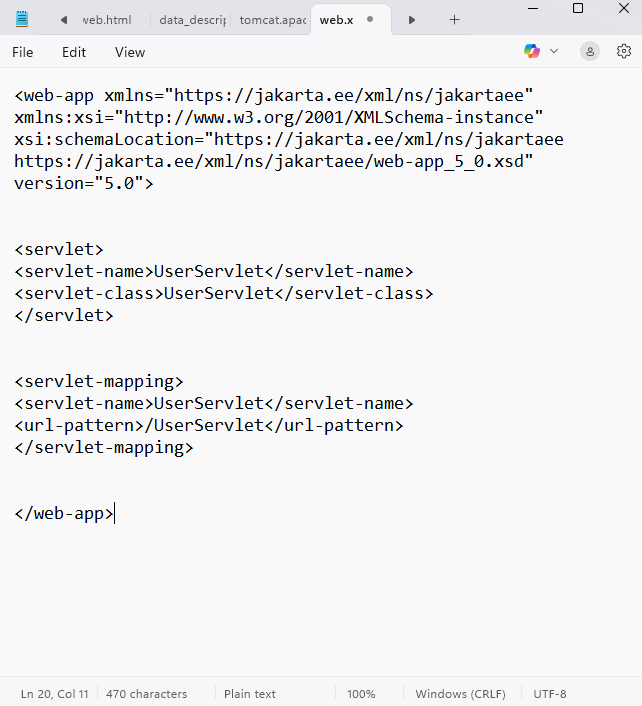 web.html data_descrip tomcat.apac web.x
File Edit View
<web-app xmlns="https://jakarta.ee/xml/ns/jakartaee"
xmlns:xsi="http://www.w3.org/2001/XMLSchema-instance"
xsi:schemaLocation="https://jakarta.ee/xml/ns/jakartaee
https://jakarta.ee/xml/ns/jakartaee/web-app_5_0.xsd"
version="5.0">
<servlet>
<servlet-name>UserServlet</servlet-name>
<servlet-class>UserServlet</servlet-class>
</servlet>
<servlet-mapping>
<servlet-name>UserServlet</servlet-name>
<url-pattern>/UserServlet</url-pattern>
</servlet-mapping>
</web-app>
Ln 20, Col 11 470 characters Plain text 100% Windows (CRLF) UTF-8